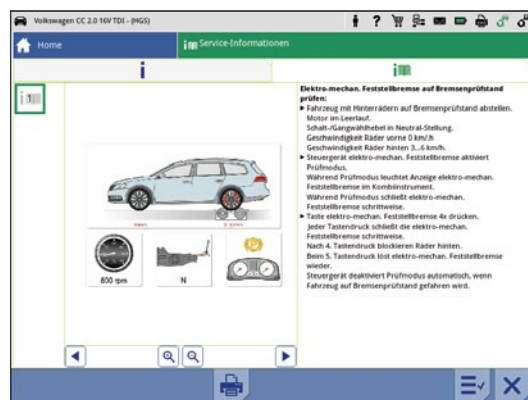 Volkswagen CC 2.0 16V TDI - (HGS)
Home
Service-Informationen
Elektro-mechan. Feststellbremse auf Bremsenprüfstand
prüfen:
▶ Fahrzeug mit Hinterrädern auf Bremsenprüfstand abstellen.
Motor im Leerlauf.
Schalt-/Gangwählhebel in Neutral-Stellung.
Geschwindigkeit Räder vorne 0 km/.h
Geschwindigkeit Räder hinten 3...6 km/h.
▶ Steuergerät elektro-mechan. Feststellbremse aktiviert
Prüfmodus.
Während Prüfmodus leuchtet Anzeige elektro-mechan.
Feststellbremse im Kombiinstrument.
Während Prüfmodus schließt elektro-mechan.
Feststellbremse schrittweise.
▶ Taste elektro-mechan. Feststellbremse 4x drücken.
Jeder Tastendruck schließt die elektro-mechan.
Feststellbremse schrittweise.
Nach 4. Tastendruck blockieren Räder hinten.
Beim 5. Tastendruck löst elektro-mechan. Feststellbremse
wieder.
Steuergerät deaktiviert Prüfmodus automatisch, wenn
Fahrzeug auf Bremsenprüfstand gefahren wird.
800 rpm
N